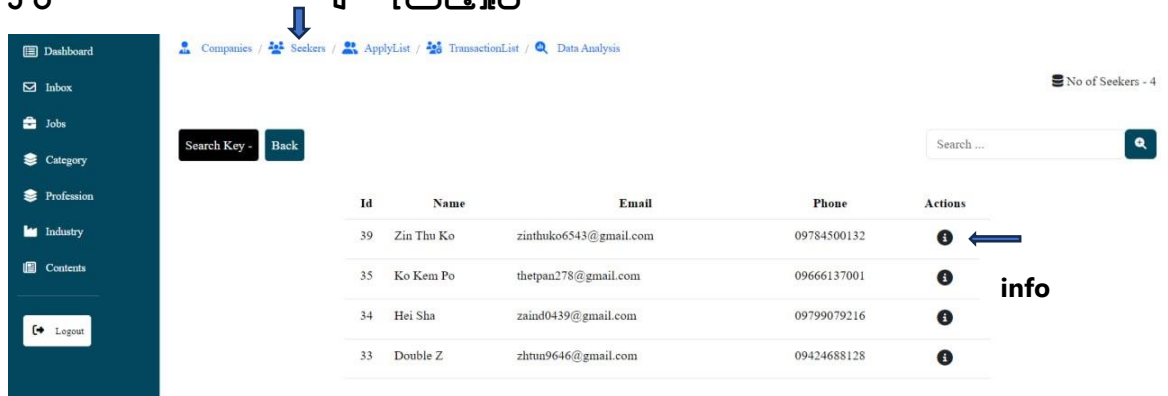 Dashboard
Companies / Seekers / ApplyList / TransactionList / Data Analysis
Inbox
No of Seekers - 4
Jobs
Search Key -
Back
Search ...
Category
Profession
Id Name Email Phone Actions
Industry
39 Zin Thu Ko zinthuko6543@gmail.com 09784500132
Contents
35 Ko Kem Po thetpan278@gmail.com 09666137001
info
34 Hei Sha zaind0439@gmail.com 09799079216
Logout
33 Double Z zhtun9646@gmail.com 09424688128